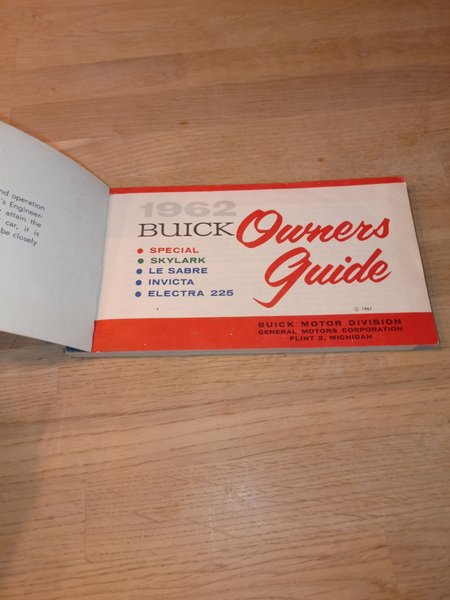 nd operation
's Engineer-
attain the
car, it is
be closely
1962
BUICK Owners Guide
• SPECIAL
• SKYLARK
• LE SABRE
• INVICTA
• ELECTRA 225
© 1961
BUICK MOTOR DIVISION
GENERAL MOTORS CORPORATION
FLINT 2, MICHIGAN